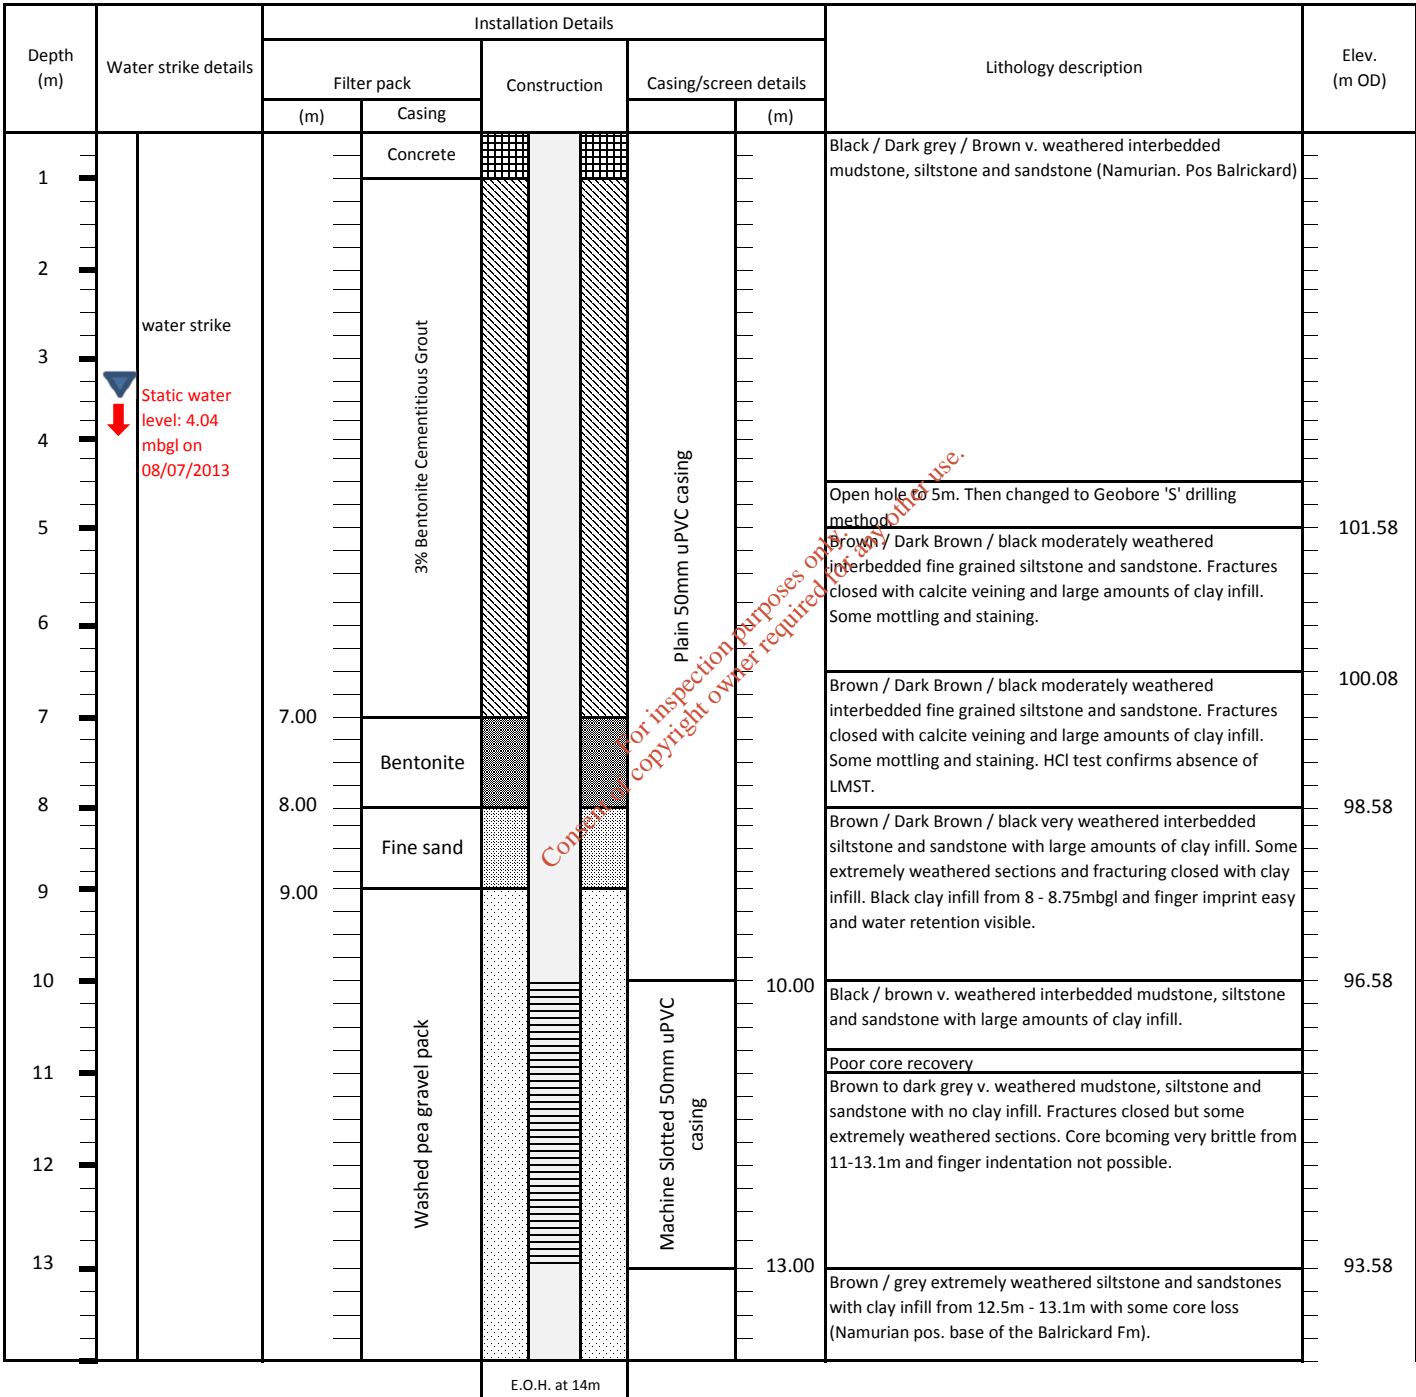 Installation Details
Depth
(m)
Water strike details
Filter pack
Construction
Casing/screen details
Lithology description
Elev.
(m OD)
(m)
Casing
(m)
Concrete
Black / Dark grey / Brown v. weathered interbedded
mudstone, siltstone and sandstone (Namurian. Pos Balrickard)
1
2
water strike
3
Static water
level: 4.04
mbgl on
08/07/2013
4
3% Bentonite Cementitious Grout
Plain 50mm uPVC casing
Open hole to 5m. Then changed to Geobore 'S' drilling
method
5
101.58
Brown / Dark Brown / black moderately weathered
interbedded fine grained siltstone and sandstone. Fractures
closed with calcite veining and large amounts of clay infill.
Some mottling and staining.
6
100.08
Brown / Dark Brown / black moderately weathered
interbedded fine grained siltstone and sandstone. Fractures
closed with calcite veining and large amounts of clay infill.
Some mottling and staining. HCl test confirms absence of
LMST.
7
7.00
Bentonite
8
8.00
98.58
Fine sand
Brown / Dark Brown / black very weathered interbedded
siltstone and sandstone with large amounts of clay infill. Some
extremely weathered sections and fracturing closed with clay
infill. Black clay infill from 8 - 8.75mbgl and finger imprint easy
and water retention visible.
9
9.00
10
10.00
96.58
Black / brown v. weathered interbedded mudstone, siltstone
and sandstone with large amounts of clay infill.
Poor core recovery
11
Washed pea gravel pack
Machine Slotted 50mm uPVC
casing
Brown to dark grey v. weathered mudstone, siltstone and
sandstone with no clay infill. Fractures closed but some
extremely weathered sections. Core bcoming very brittle from
11-13.1m and finger indentation not possible.
12
13
13.00
93.58
Brown / grey extremely weathered siltstone and sandstones
with clay infill from 12.5m - 13.1m with some core loss
(Namurian pos. base of the Balrickard Fm).
E.O.H. at 14m
For inspection purposes only.
Consent of copyright owner required for any other use.